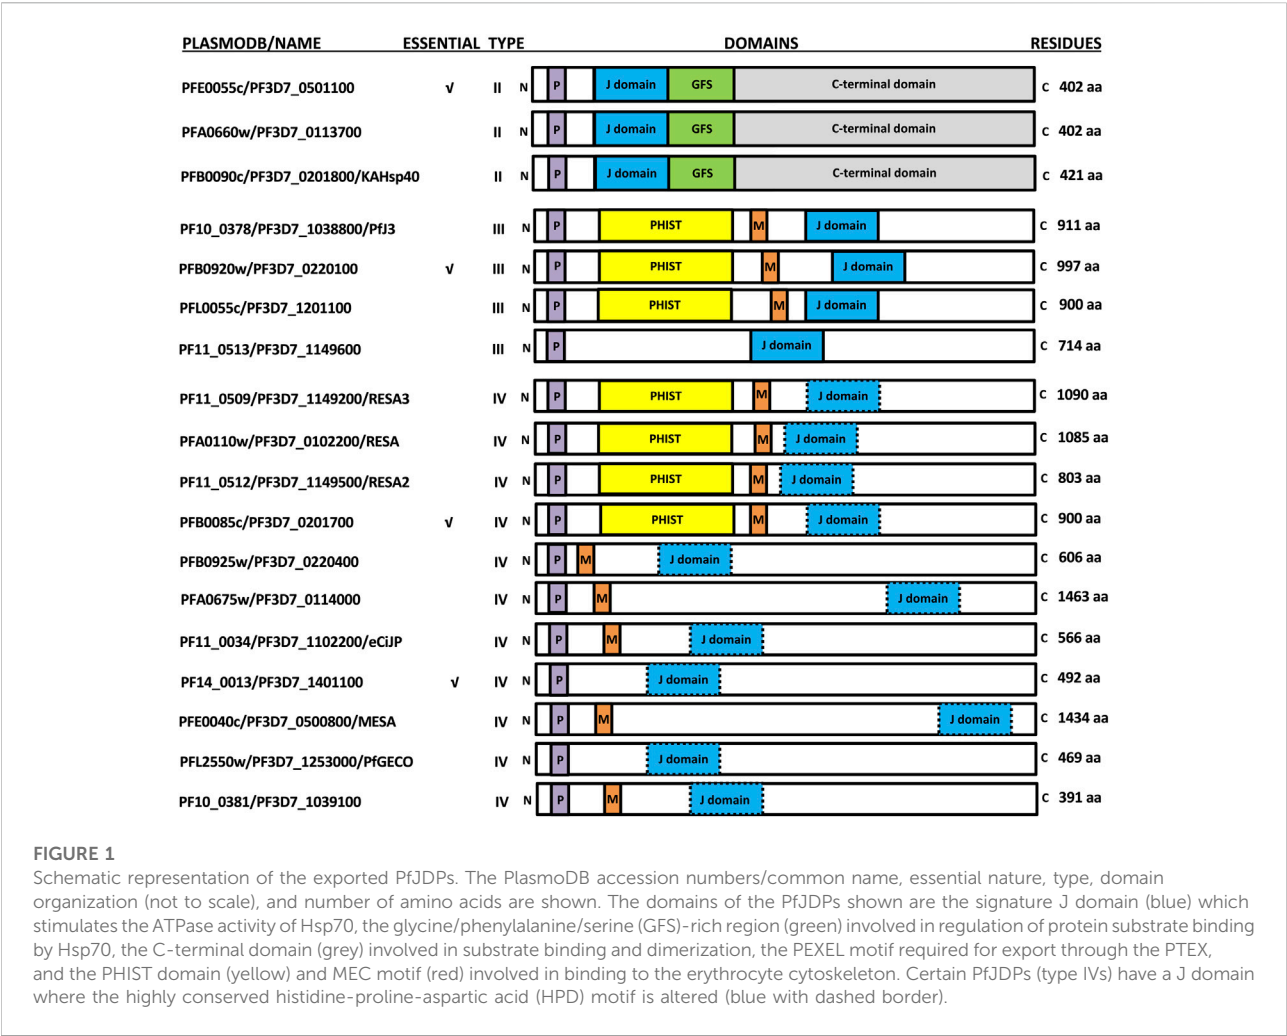 PLASMODB/NAME ESSENTIAL TYPE DOMAINS RESIDUES
PFE0055c/PF3D7_0501100 √ II N P J domain GFS C-terminal domain C 402 aa
PFA0660w/PF3D7_0113700 II N P J domain GFS C-terminal domain C 402 aa
PFB0090c/PF3D7_0201800/KAHsp40 II N P J domain GFS C-terminal domain C 421 aa
PF10_0378/PF3D7_1038800/PfJ3 III N P PHIST M J domain C 911 aa
PFB0920w/PF3D7_0220100 √ III N P PHIST M J domain C 997 aa
PFL0055c/PF3D7_1201100 III N P PHIST M J domain C 900 aa
PF11_0513/PF3D7_1149600 III N P J domain C 714 aa
PF11_0509/PF3D7_1149200/RESA3 IV N P PHIST M J domain C 1090 aa
PFA0110w/PF3D7_0102200/RESA IV N P PHIST M J domain C 1085 aa
PF11_0512/PF3D7_1149500/RESA2 IV N P PHIST M J domain C 803 aa
PFB0085c/PF3D7_0201700 √ IV N P PHIST M J domain C 900 aa
PFB0925w/PF3D7_0220400 IV N P M J domain C 606 aa
PFA0675w/PF3D7_0114000 IV N P M J domain C 1463 aa
PF11_0034/PF3D7_1102200/eCiJP IV N P M J domain C 566 aa
PF14_0013/PF3D7_1401100 √ IV N P J domain C 492 aa
PFE0040c/PF3D7_0500800/MESA IV N P M J domain C 1434 aa
PFL2550w/PF3D7_1253000/PfGECO IV N P J domain C 469 aa
PF10_0381/PF3D7_1039100 IV N P M J domain C 391 aa
FIGURE 1
Schematic representation of the exported PfJDPs. The PlasmoDB accession numbers/common name, essential nature, type, domain
organization (not to scale), and number of amino acids are shown. The domains of the PfJDPs shown are the signature J domain (blue) which
stimulates the ATPase activity of Hsp70, the glycine/phenylalanine/serine (GFS)-rich region (green) involved in regulation of protein substrate binding
by Hsp70, the C-terminal domain (grey) involved in substrate binding and dimerization, the PEXEL motif required for export through the PTEX,
and the PHIST domain (yellow) and MEC motif (red) involved in binding to the erythrocyte cytoskeleton. Certain PfJDPs (type IVs) have a J domain
where the highly conserved histidine-proline-aspartic acid (HPD) motif is altered (blue with dashed border).